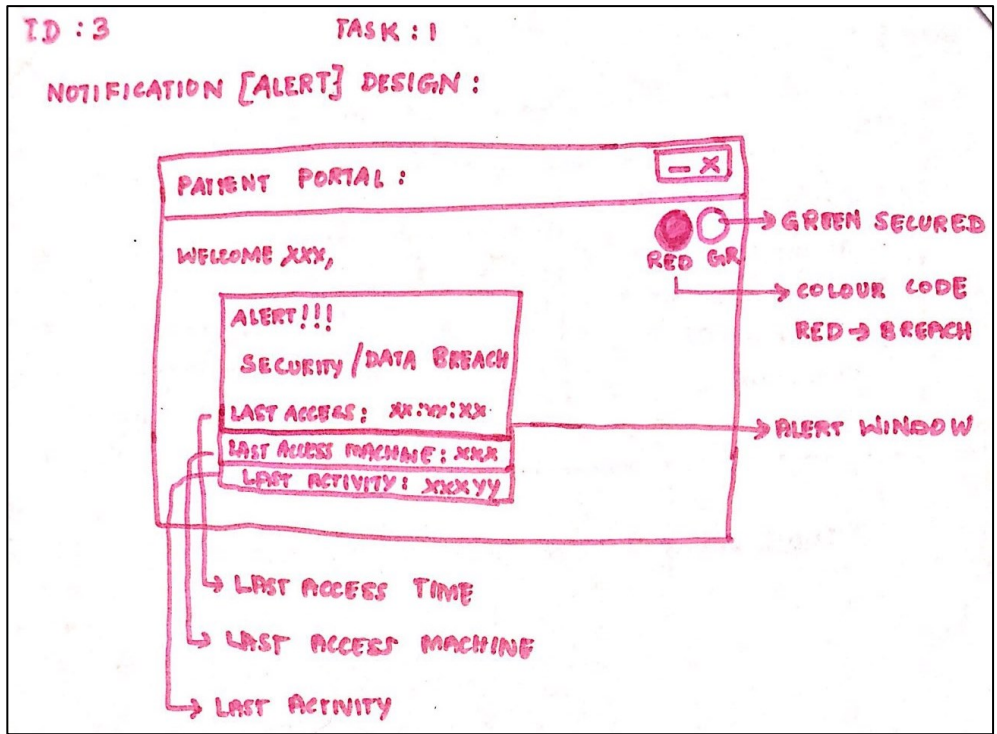 ID : 3 TASK : 1
NOTIFICATION [ALERT] DESIGN :
PATIENT PORTAL :
- X
GREEN SECURED
WELCOME XXX,
RED GR
COLOUR CODE
RED → BREACH
ALERT!!!
SECURITY/DATA BREACH
LAST ACCESS : XX:XX:XX
ALERT WINDOW
LAST ACCESS MACHINE : XXX
LAST ACTIVITY : XXXYY
LAST ACCESS TIME
LAST ACCESS MACHINE
LAST ACTIVITY